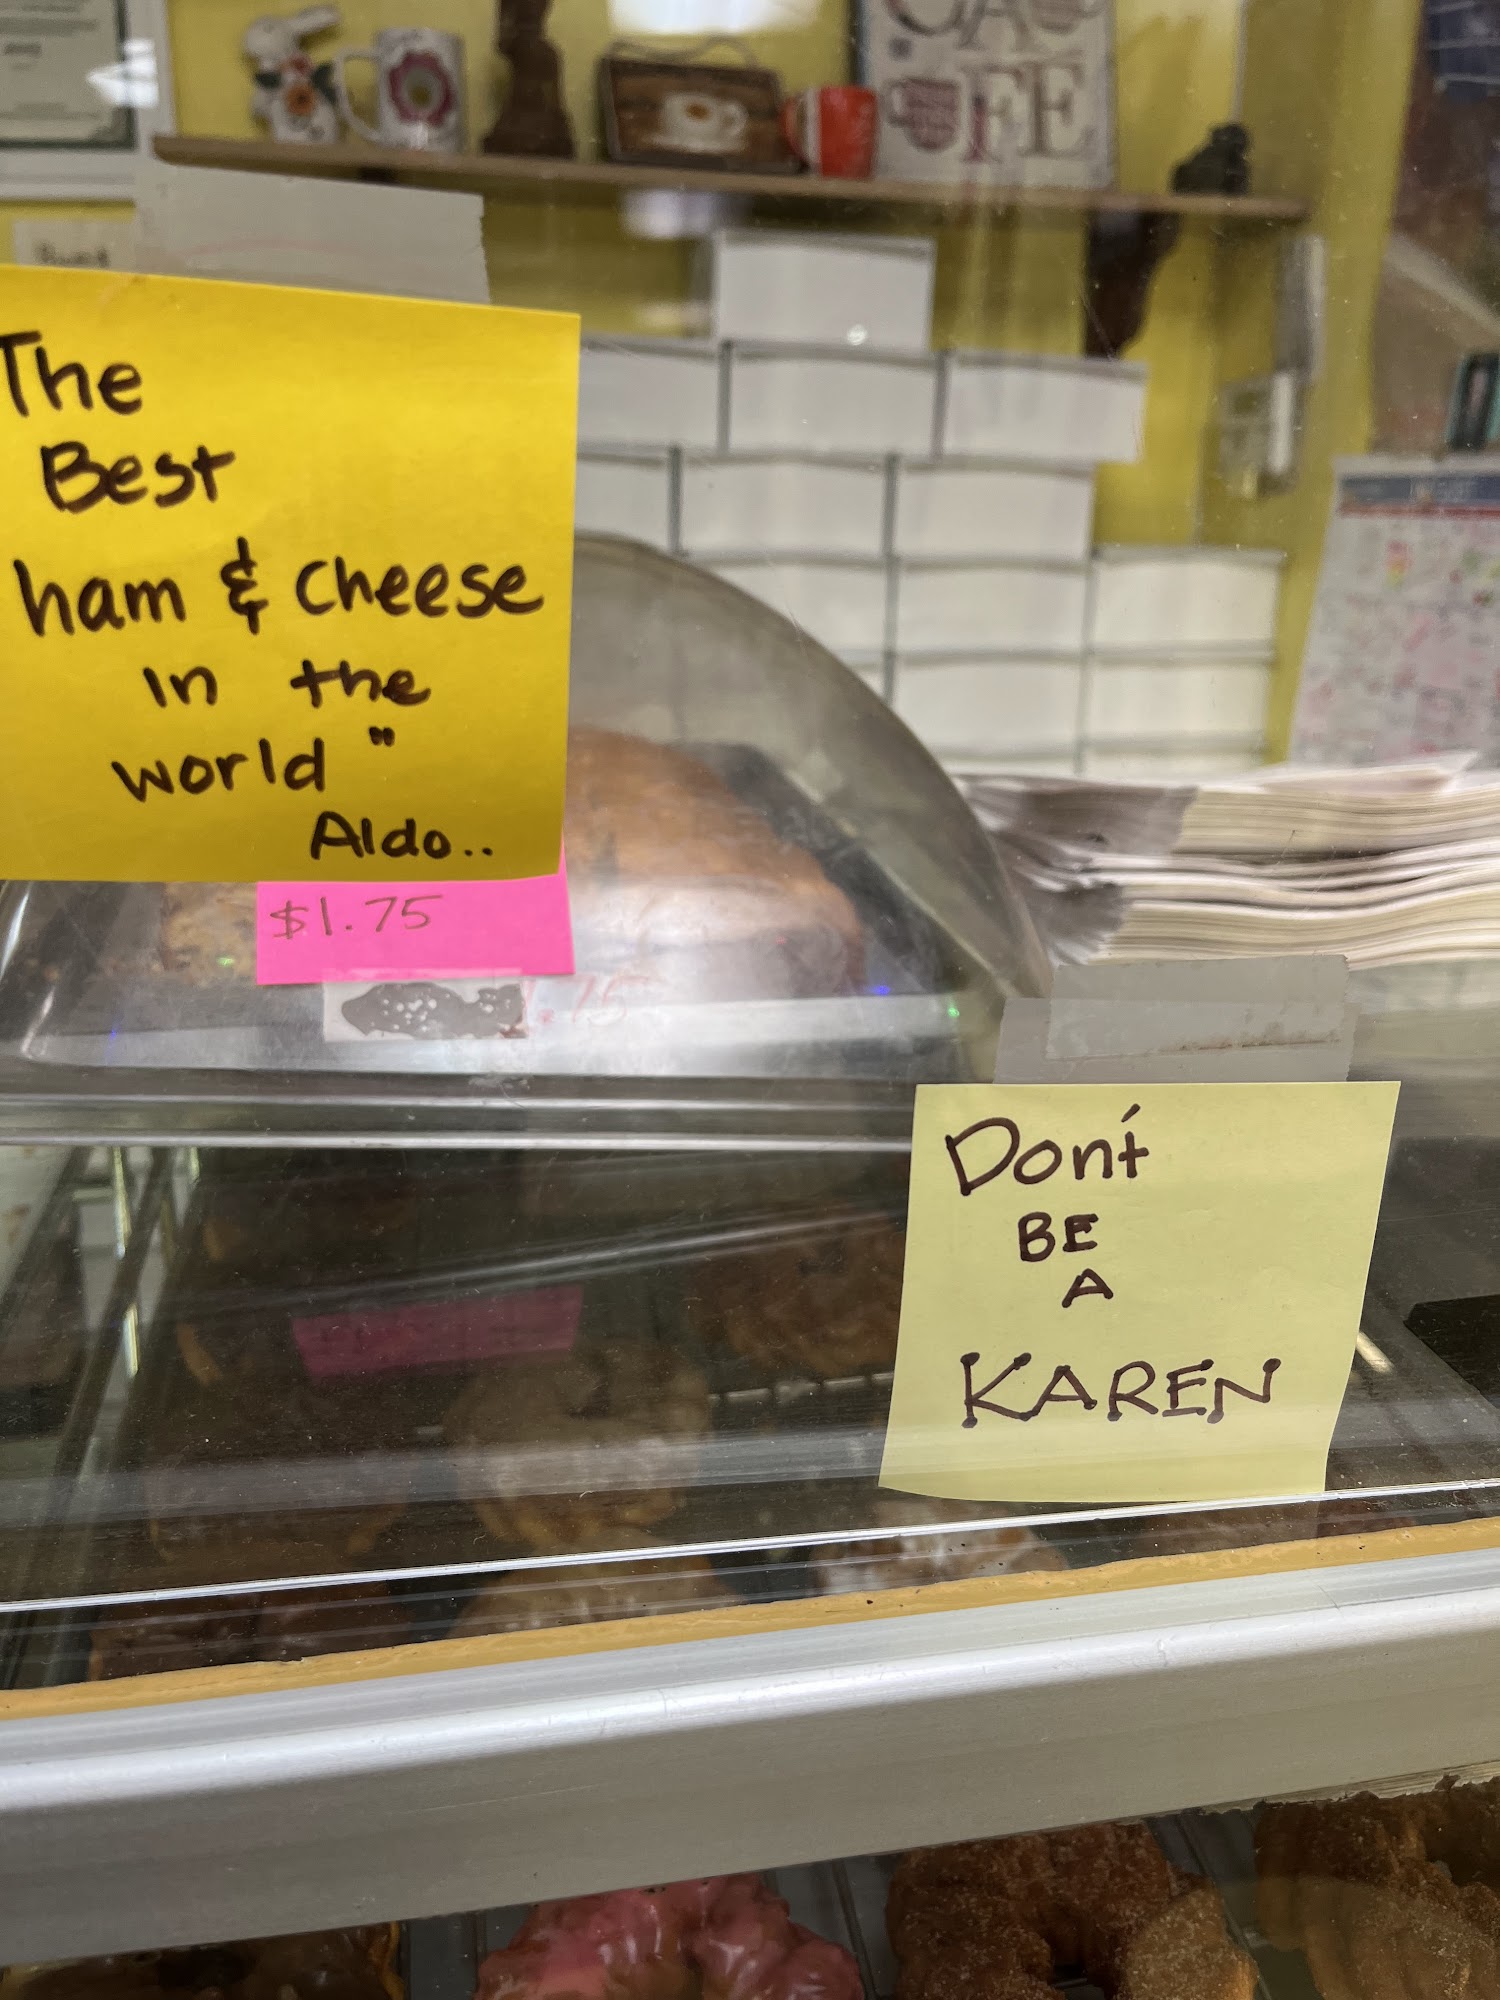 The
Best
ham & cheese
in the
world"
Aldo..
$1.75
Don't
BE
A
KAREN